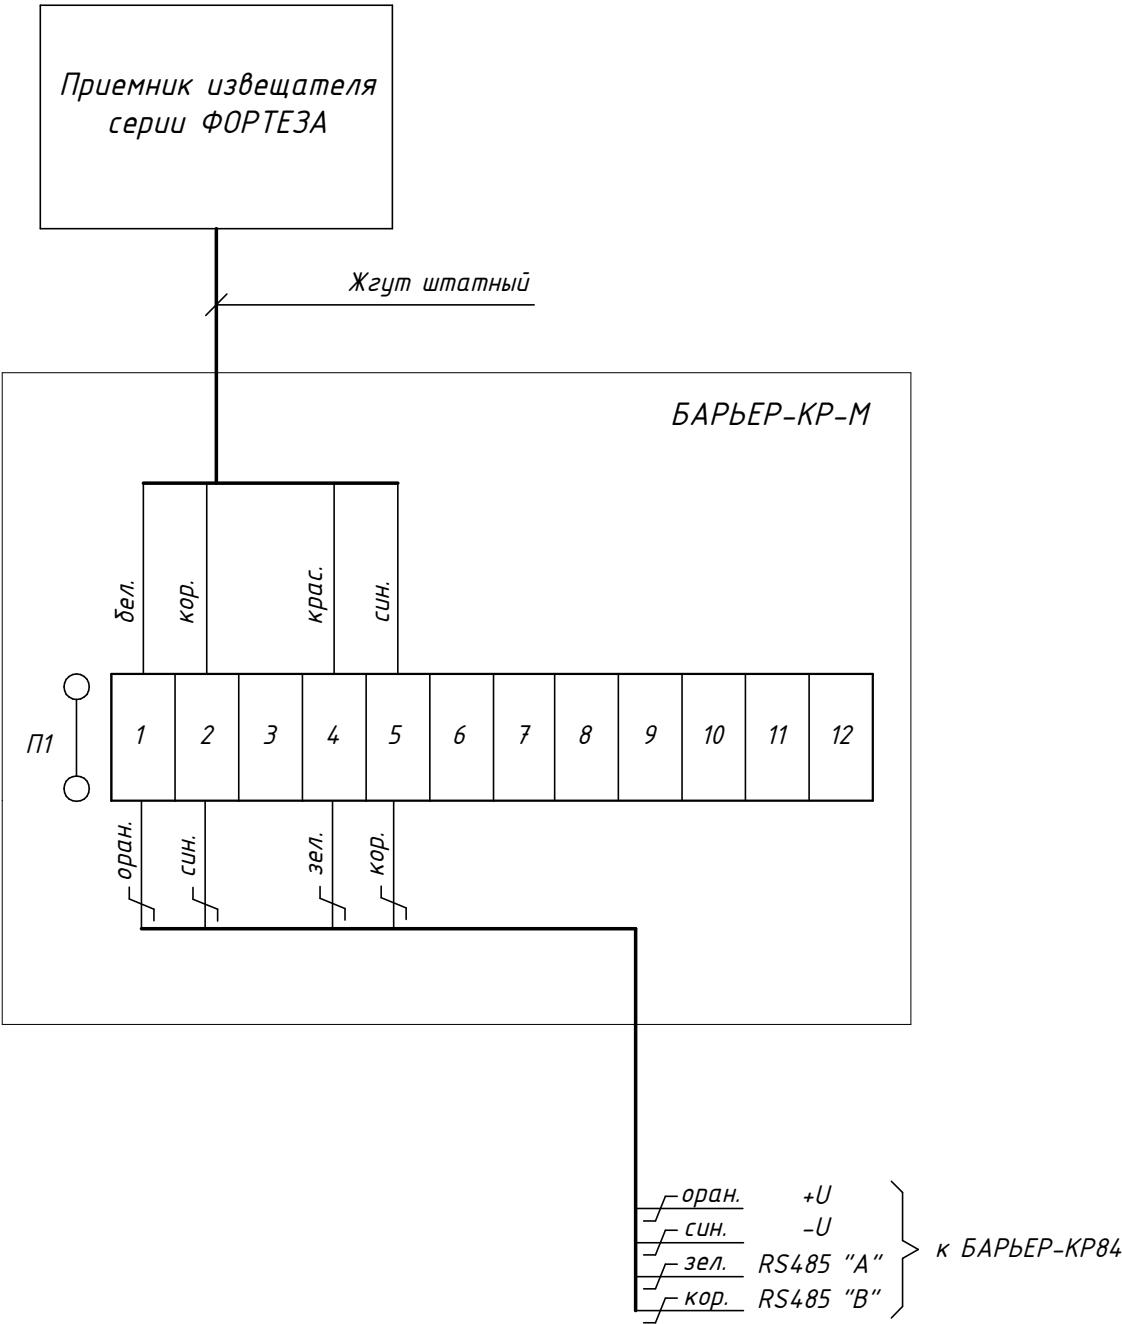 Приемник извещателя
серии ФОРТЕЗА
Жгут штатный
БАРЬЕР-КР-М
бел.
кор.
крас.
син.
П1
1 2 3 4 5 6 7 8 9 10 11 12
оран.
син.
зел.
кор.
оран. +U
син. -U
зел. RS485 "А"
кор. RS485 "В"
к БАРЬЕР-КР84